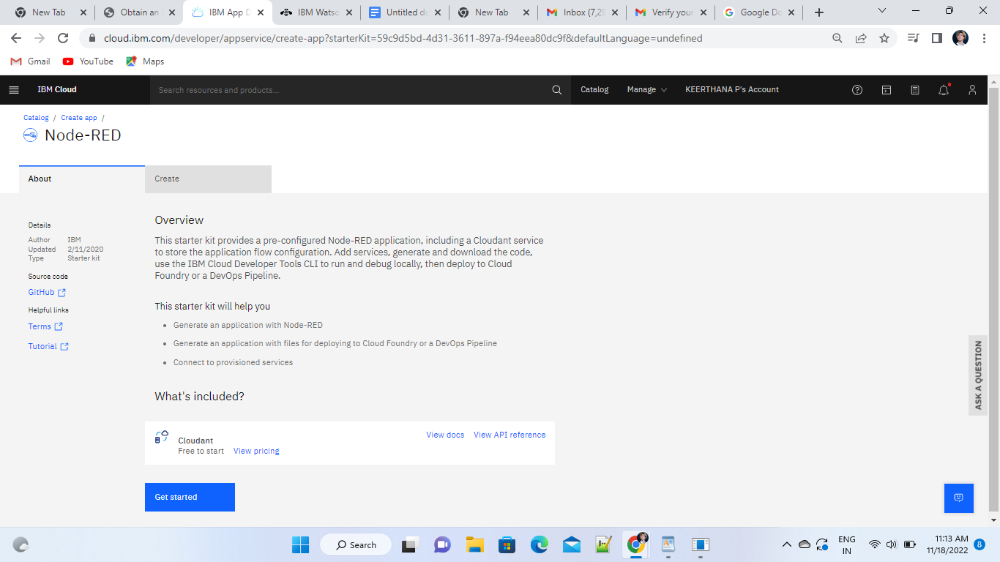 New Tab
Obtain an
IBM App D
IBM Watso
Untitled do
New Tab
Inbox (7,29
Verify your
Google Do
cloud.ibm.com/developer/appservice/create-app?starterKit=59c9d5bd-4d31-3611-897a-f94eea80dc9f&defaultLanguage=undefined
Gmail
YouTube
Maps
IBM Cloud
Search resources and products...
Catalog
Manage
KEERTHANA P's Account
Catalog / Create app /
Node-RED
About
Create
Details
Author IBM
Updated 2/11/2020
Type Starter kit
Source code
GitHub
Helpful links
Terms
Tutorial
Overview
This starter kit provides a pre-configured Node-RED application, including a Cloudant service
to store the application flow configuration. Add services, generate and download the code,
use the IBM Cloud Developer Tools CLI to run and debug locally, then deploy to Cloud
Foundry or a DevOps Pipeline.
This starter kit will help you
• Generate an application with Node-RED
• Generate an application with files for deploying to Cloud Foundry or a DevOps Pipeline
• Connect to provisioned services
What's included?
Cloudant
Free to start View pricing
View docs View API reference
Get started
ASK A QUESTION
Search
ENG
IN
11:13 AM
11/18/2022
8